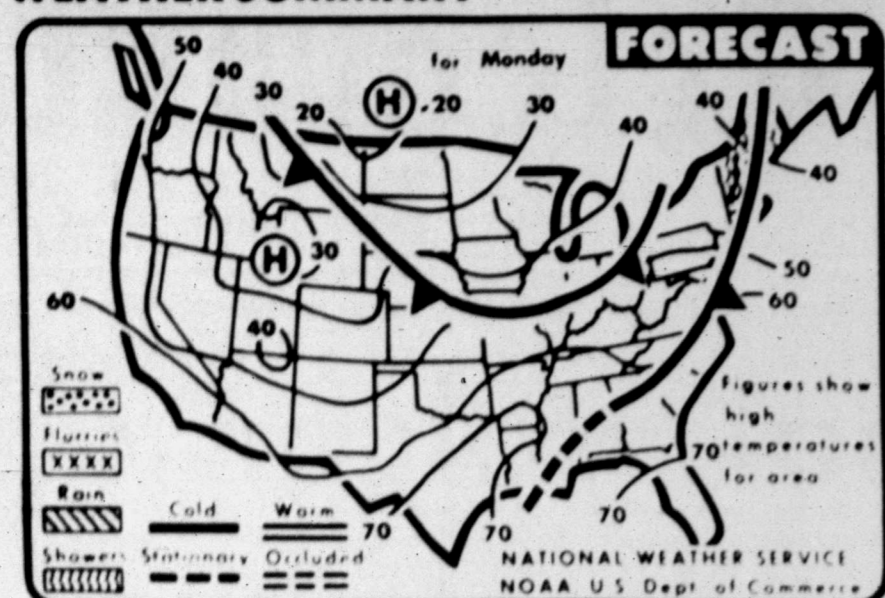 FORECAST
for Monday
50
40
30
20
H
-20
30
40
40
40
H
30
50
60
60
40
Snow
Flurries
Rain
Showers
Cold
Warm
Stationary
Occluded
70
70
70
70
Figures show
high
temperatures
for area
NATIONAL WEATHER SERVICE
NOAA U S Dept of Commerce